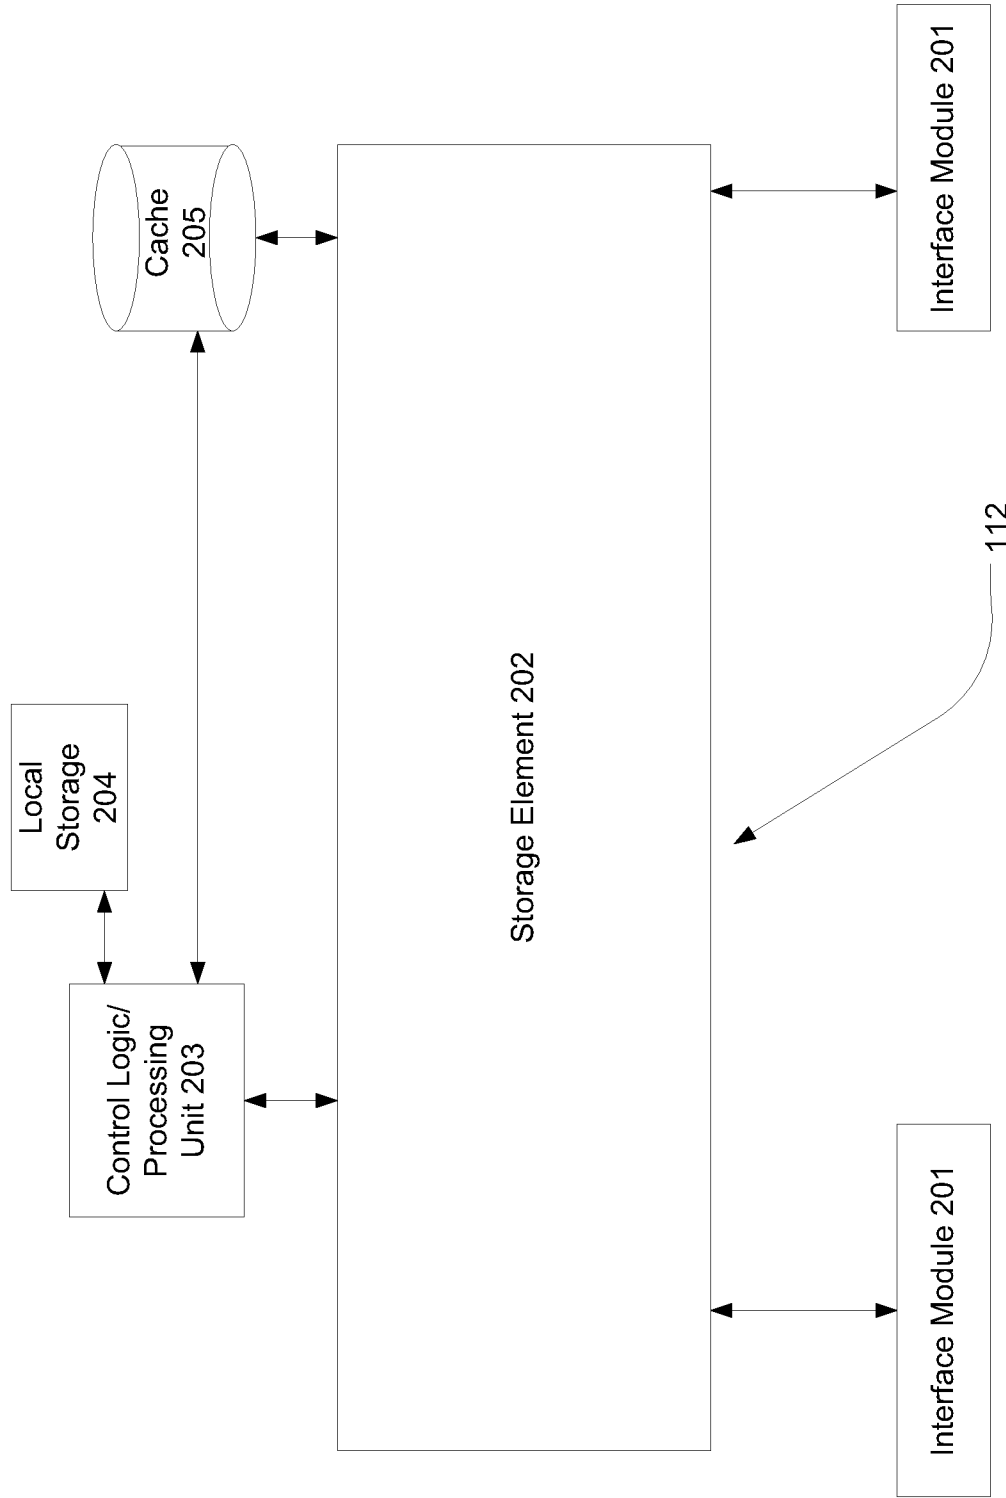 Local
Storage
204
Control Logic/
Processing
Unit 203
Cache
205
Storage Element 202
Interface Module 201
Interface Module 201
112